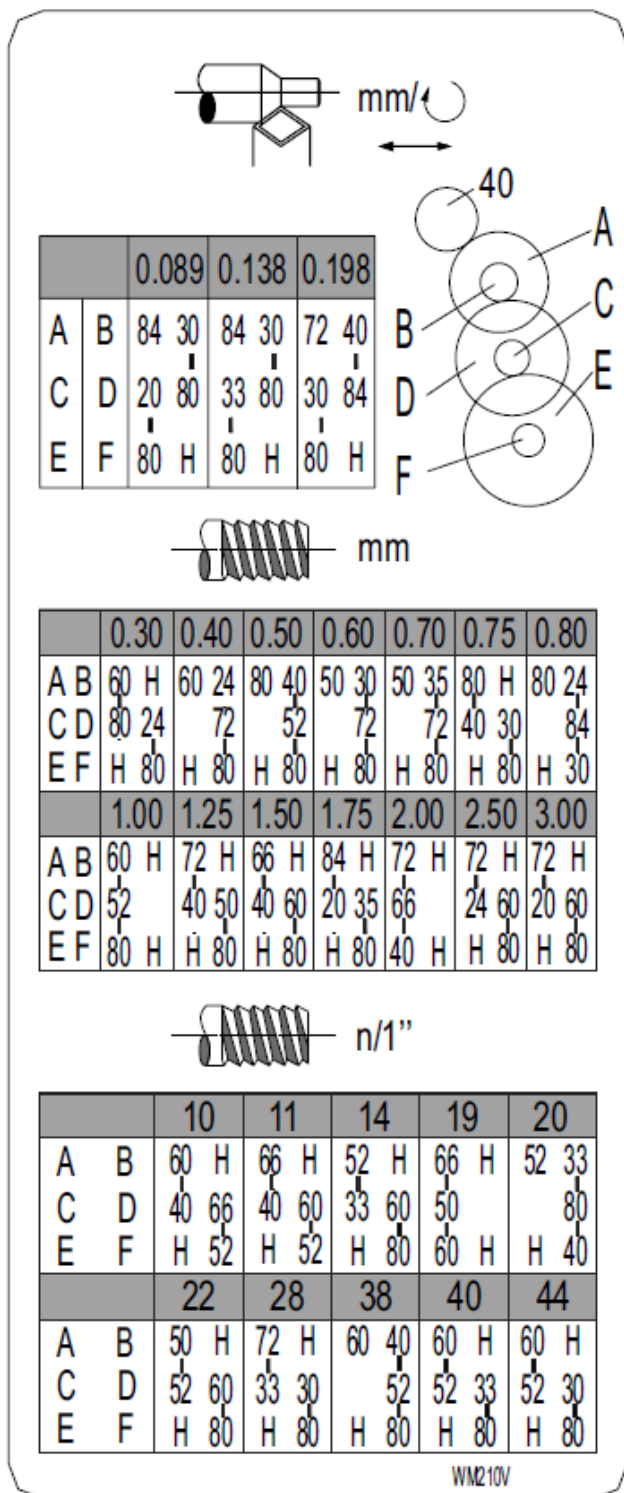 mm/
40
A
B
C
D
E
F
0.089 0.138 0.198
A B 84 30 84 30 72 40
C D 20 80 33 80 30 84
E F 80 H 80 H 80 H
mm
0.30 0.40 0.50 0.60 0.70 0.75 0.80
A B 60 H 60 24 80 40 50 30 50 35 80 H 80 24
C D 80 24 72 52 72 72 40 30 84
E F H 80 H 80 H 80 H 80 H 80 H 80 H 30
1.00 1.25 1.50 1.75 2.00 2.50 3.00
A B 60 H 72 H 66 H 84 H 72 H 72 H 72 H
C D 52 40 50 40 60 20 35 66 24 60 20 60
E F 80 H H 80 H 80 H 80 40 H H 80 H 80
n/1’’
10 11 14 19 20
A B 60 H 66 H 52 H 66 H 52 33
C D 40 66 40 60 33 60 50 80
E F H 52 H 52 H 80 60 H H 40
22 28 38 40 44
A B 50 H 72 H 60 40 60 H 60 H
C D 52 60 33 30 52 52 33 52 30
E F H 80 H 80 H 80 H 80 H 80
WM210V